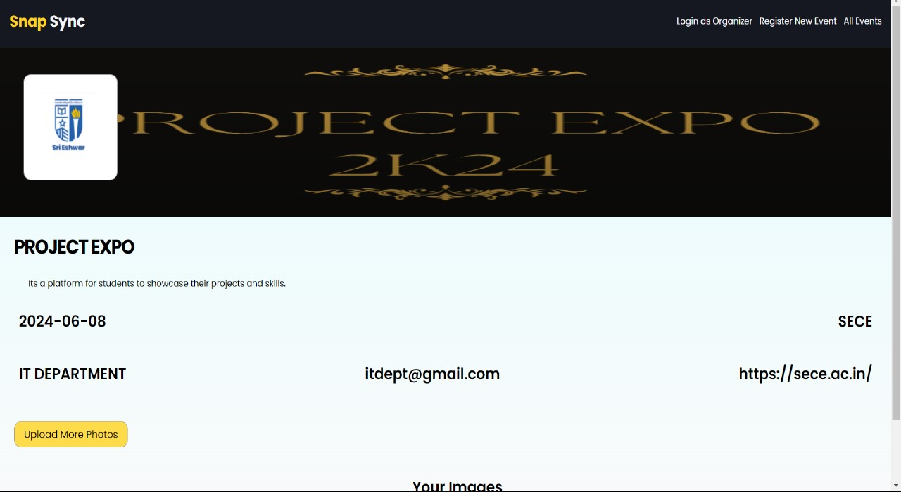 Snap Sync
Login as Organizer Register New Event All Events
PROJECT EXPO
2K24
Sri Eshwar
PROJECT EXPO
Its a platform for students to showcase their projects and skills.
2024-06-08 SECE
IT DEPARTMENT itdept@gmail.com https://sece.ac.in/
Upload More Photos
Your Images